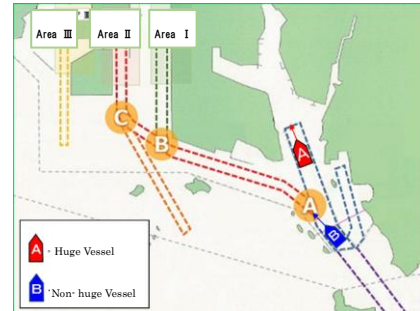 Area Ⅲ
Area Ⅱ
Area Ⅰ
C
B
A
A
B
A · Huge Vessel
B ·Non- huge Vessel